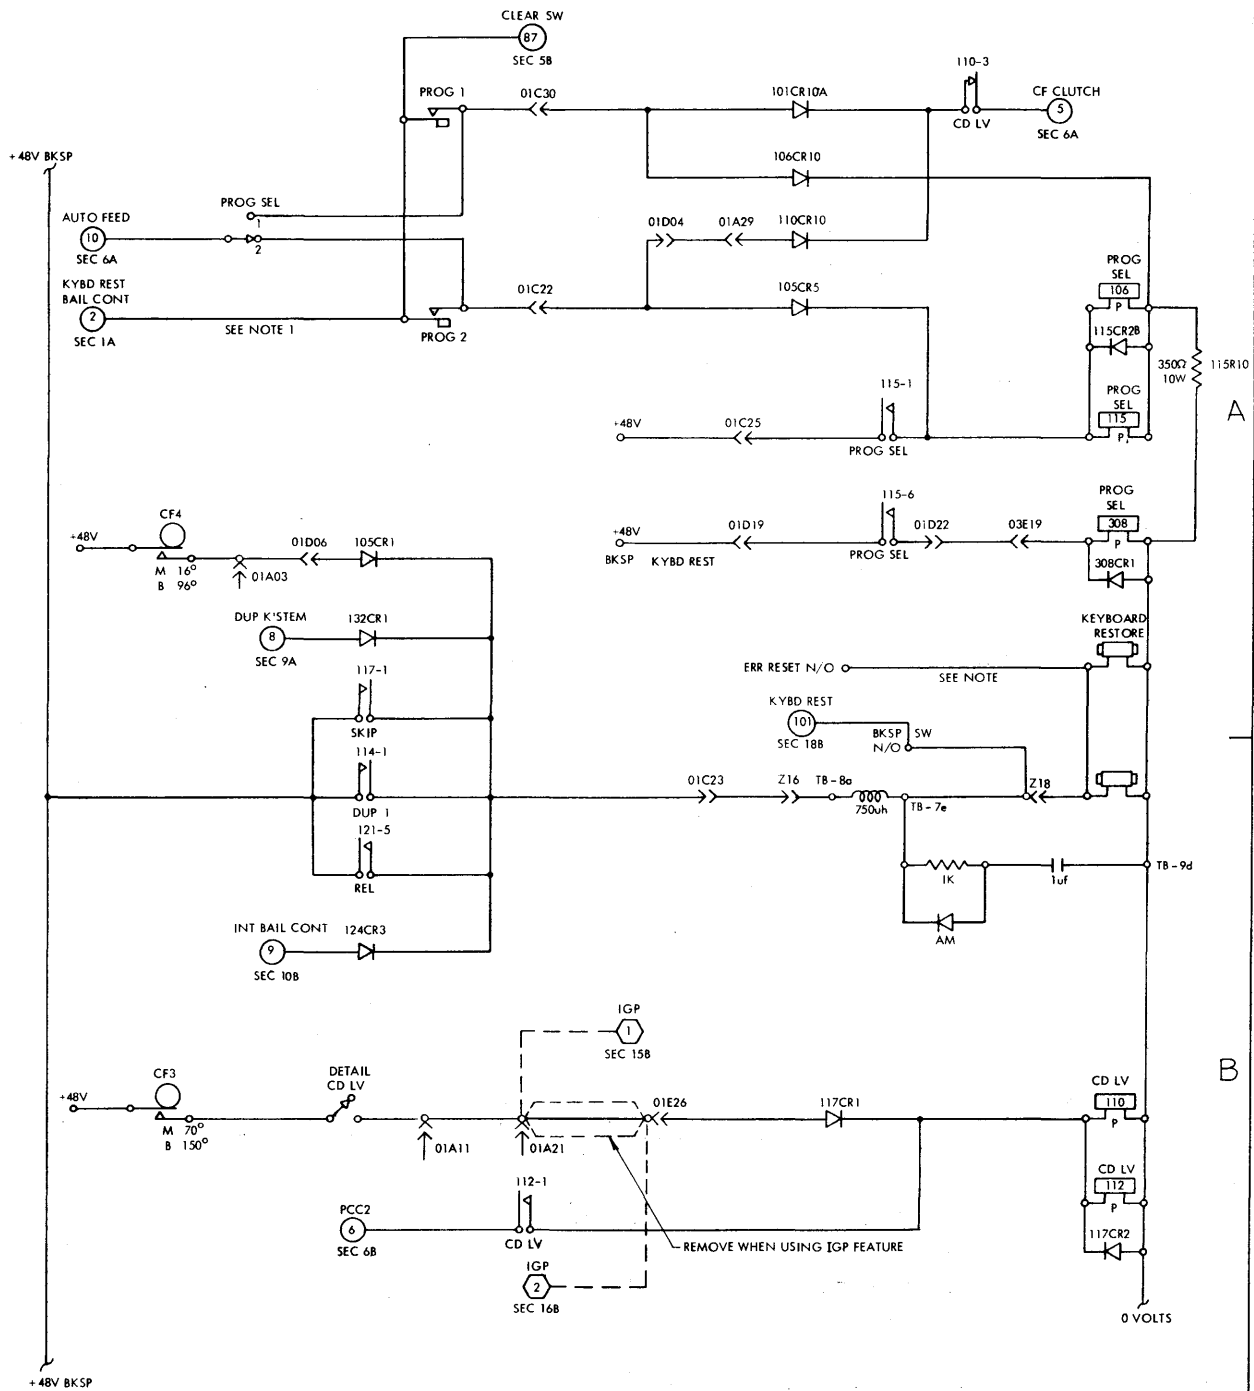 CLEAR SW
87
SEC 5B
PROG 1
01C30
101CR10A
110-3
CD LV
CF CLUTCH
5
SEC 6A
+48V BKSP
106CR10
PROG SEL
1
2
AUTO FEED
10
SEC 6A
01D04
01A29
110CR10
KYBD REST
BAIL CONT
2
SEC 1A
SEE NOTE 1
PROG 2
01C22
105CR5
PROG
SEL
106
P
115CR2B
350Ω
10W
115R10
PROG
SEL
115
P
A
+48V
01C25
115-1
PROG SEL
CF4
+48V
M 16°
B 96°
01A03
01D06
105CR1
+48V
BKSP
KYBD REST
01D19
115-6
PROG SEL
01D22
03E19
PROG
SEL
308
P
308CR1
DUP K'STEM
8
SEC 9A
132CR1
KEYBOARD
RESTORE
ERR RESET N/O
SEE NOTE
117-1
SKIP
KYBD REST
101
SEC 18B
BKSP SW
N/O
114-1
DUP 1
01C23
Z16
TB-8a
750uh
TB-7e
Z18
121-5
REL
1K
1uf
TB-9d
AM
INT BAIL CONT
9
SEC 10B
124CR3
IGP
1
SEC 15B
B
CF3
+48V
M 70°
B 150°
DETAIL
CD LV
01A11
01A21
01E26
117CR1
CD LV
110
P
112-1
CD LV
PCC2
6
SEC 6B
REMOVE WHEN USING IGP FEATURE
CD LV
112
P
117CR2
IGP
2
SEC 16B
0 VOLTS
+48V BKSP